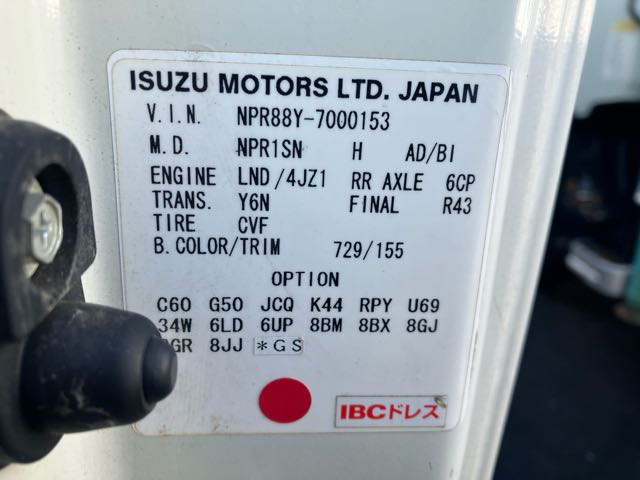 ISUZU MOTORS LTD. JAPAN
V.I.N. NPR88Y-7000153
M.D. NPR1SN H AD/BI
ENGINE LND/4JZ1 RR AXLE 6CP
TRANS. Y6N FINAL R43
TIRE CVF
B.COLOR/TRIM 729/155
OPTION
C60 G50 JCQ K44 RPY U69
34W 6LD 6UP 8BM 8BX 8GJ
8JJ *GS
IBCドレス